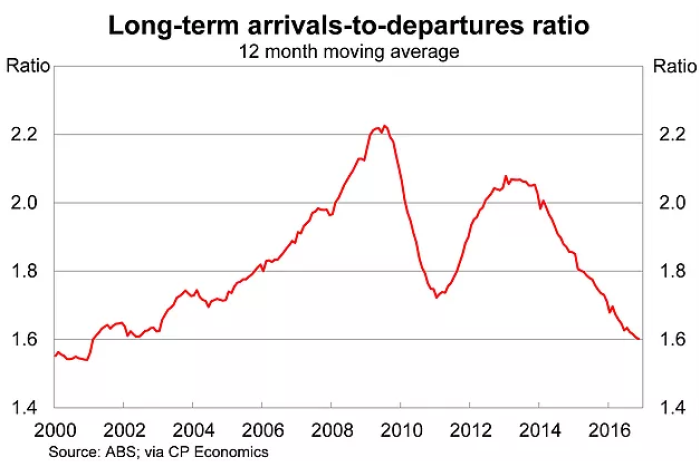 Long-term arrivals-to-departures ratio
12 month moving average
Ratio Ratio
2.2 2.2
2.0 2.0
1.8 1.8
1.6 1.6
1.4 1.4
2000 2002 2004 2006 2008 2010 2012 2014 2016
Source: ABS; via CP Economics